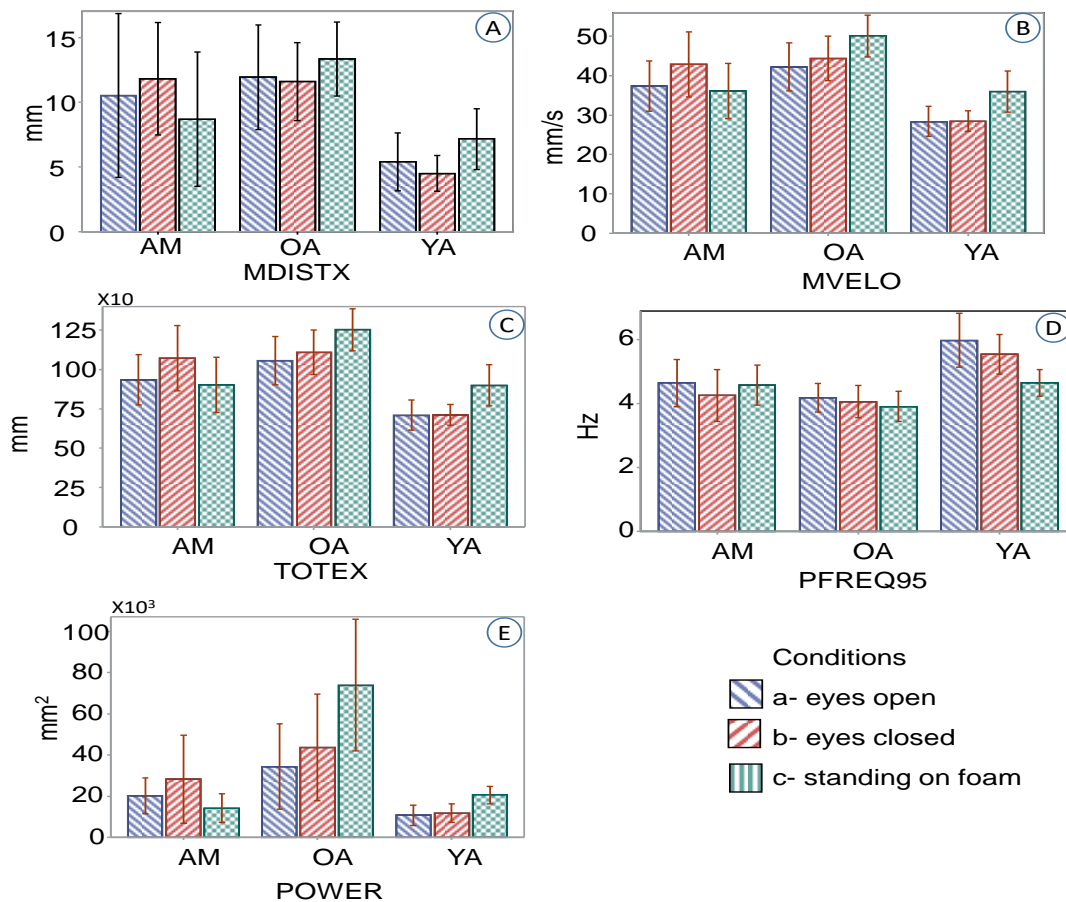 A
15
10
5
0
mm
AM OA YA
MDISTX
B
50
40
30
20
10
0
mm/s
AM OA YA
MVELO
X10
C
125
100
75
50
25
0
mm
AM OA YA
TOTEX
D
6
4
2
0
Hz
AM OA YA
PFREQ95
X10³
E
100
80
60
40
20
0
mm²
AM OA YA
POWER
Conditions
a- eyes open
b- eyes closed
c- standing on foam